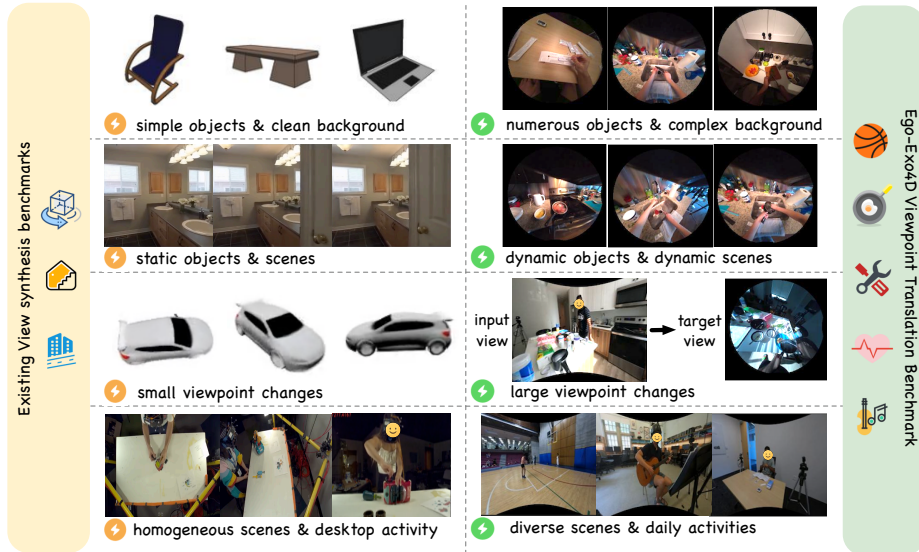 Existing View synthesis benchmarks
simple objects & clean background
numerous objects & complex background
static objects & scenes
dynamic objects & dynamic scenes
input
view
target
view
small viewpoint changes
large viewpoint changes
homogeneous scenes & desktop activity
diverse scenes & daily activities
Ego-Exo4D Viewpoint Translation Benchmark